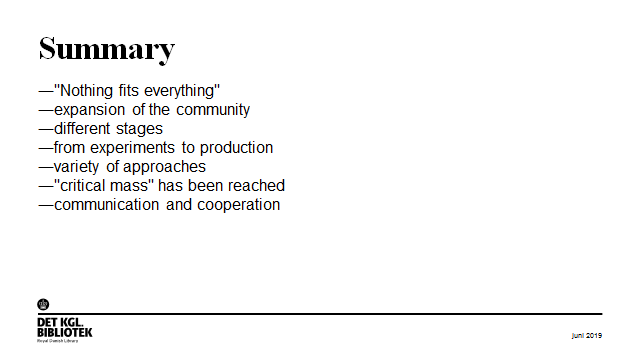 Summary
—"Nothing fits everything"
—expansion of the community
—different stages
—from experiments to production
—variety of approaches
—"critical mass" has been reached
—communication and cooperation
DET KGL.
BIBLIOTEK
Royal Danish Library
juni 2019